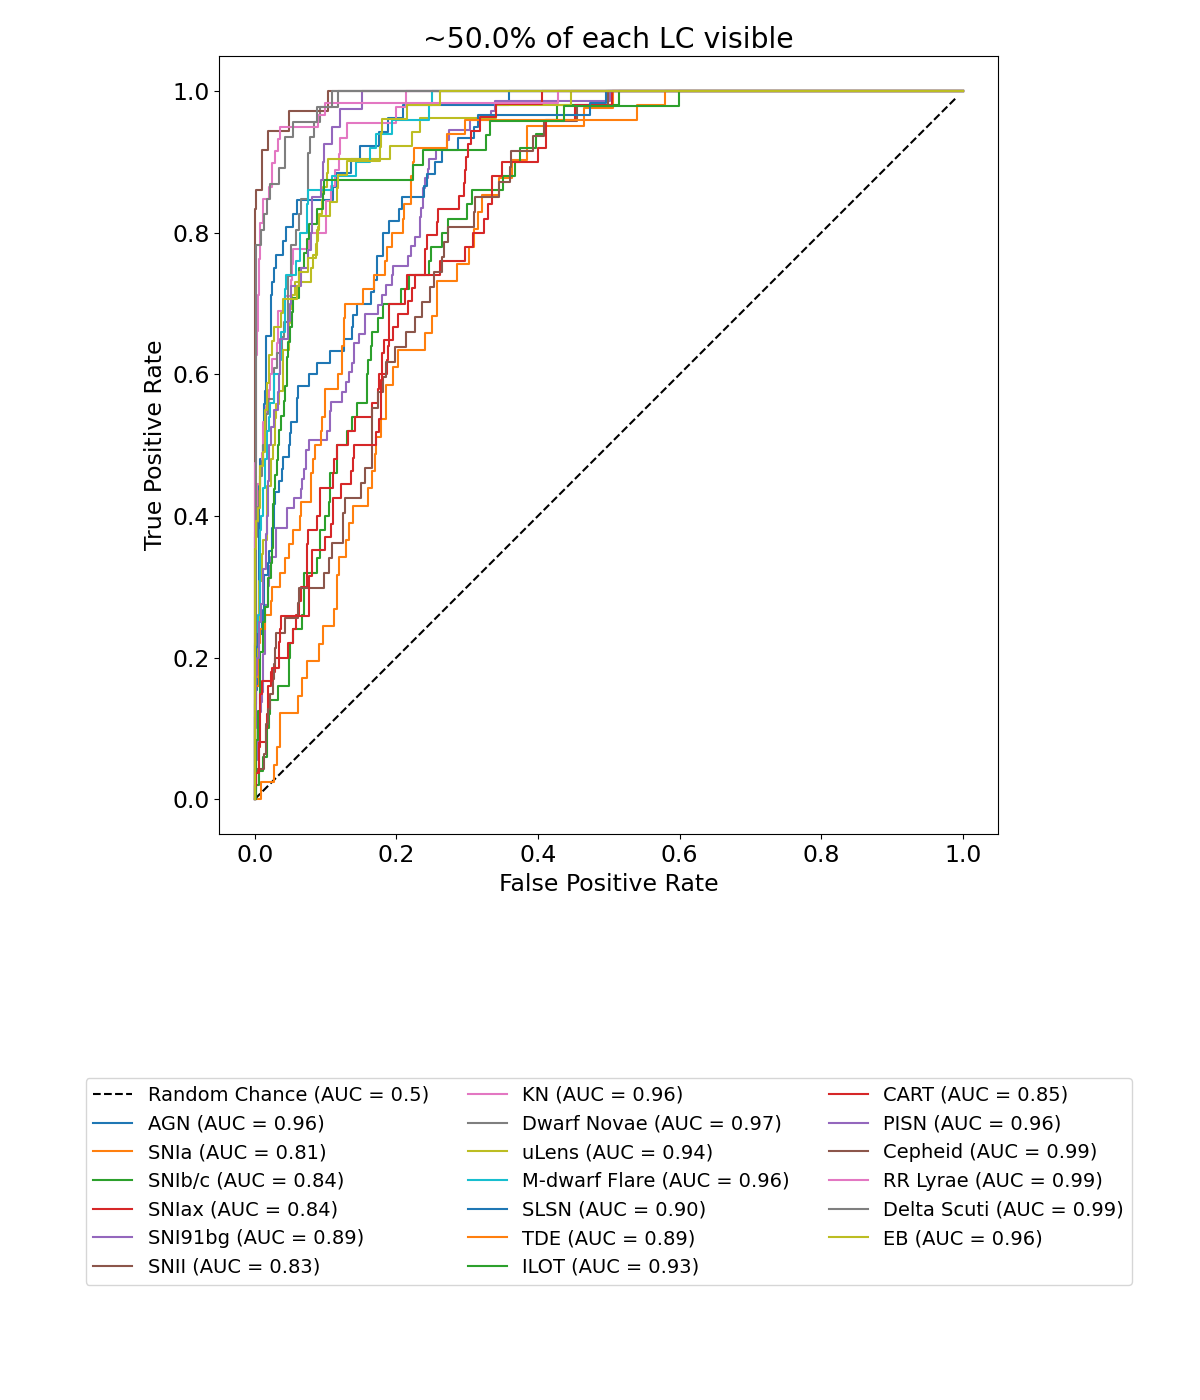 ~50.0% of each LC visible
True Positive Rate
1.0
0.8
0.6
0.4
0.2
0.0
0.0 0.2 0.4 0.6 0.8 1.0
False Positive Rate
Random Chance (AUC = 0.5)
AGN (AUC = 0.96)
SNIa (AUC = 0.81)
SNIb/c (AUC = 0.84)
SNIax (AUC = 0.84)
SNI91bg (AUC = 0.89)
SNII (AUC = 0.83)
KN (AUC = 0.96)
Dwarf Novae (AUC = 0.97)
uLens (AUC = 0.94)
M-dwarf Flare (AUC = 0.96)
SLSN (AUC = 0.90)
TDE (AUC = 0.89)
ILOT (AUC = 0.93)
CART (AUC = 0.85)
PISN (AUC = 0.96)
Cepheid (AUC = 0.99)
RR Lyrae (AUC = 0.99)
Delta Scuti (AUC = 0.99)
EB (AUC = 0.96)